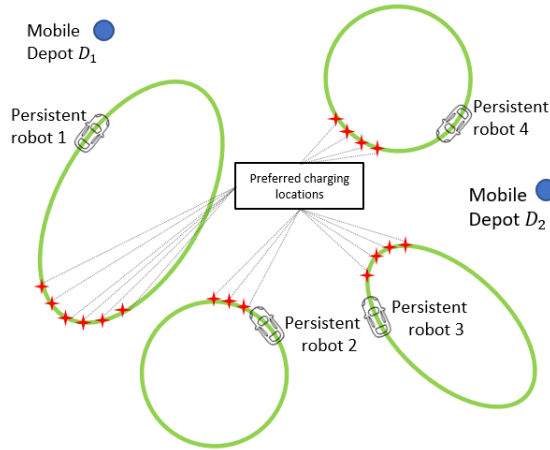 Mobile
Depot D₁
Persistent
robot 1
Persistent
robot 4
Preferred charging
locations
Mobile
Depot D₂
Persistent
robot 2
Persistent
robot 3